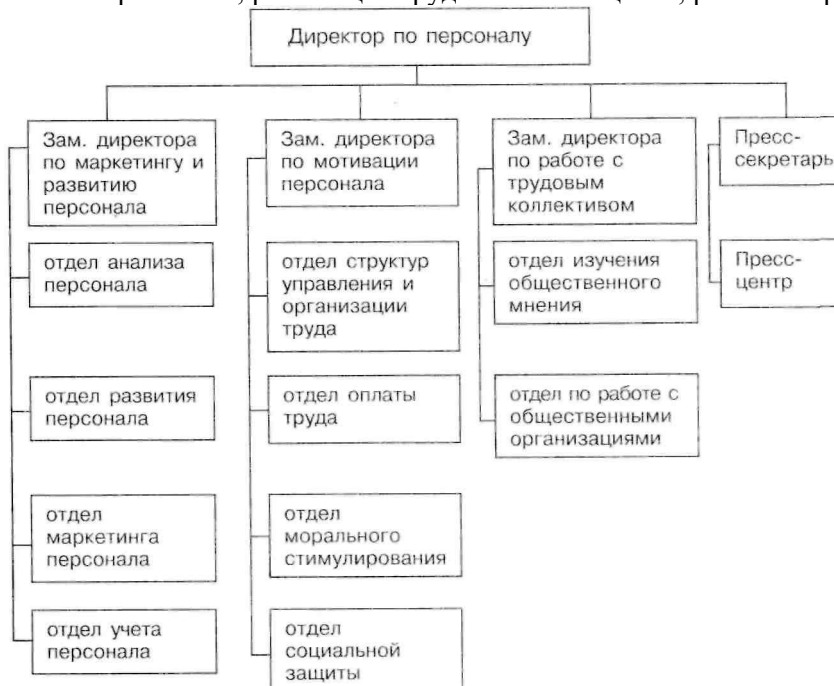 Директор по персоналу
Зам. директора
по маркетингу и
развитию
персонала
отдел анализа
персонала
отдел развития
персонала
отдел
маркетинга
персонала
отдел учета
персонала
Зам. директора
по мотивации
персонала
отдел структур
управления и
организации
труда
отдел оплаты
труда
отдел
морального
стимулирования
отдел
социальной
защиты
Зам. директора
по работе с
трудовым
коллективом
отдел изучения
общественного
мнения
отдел по работе с
общественными
организациями
Пресс-
секретарь
Пресс-
центр